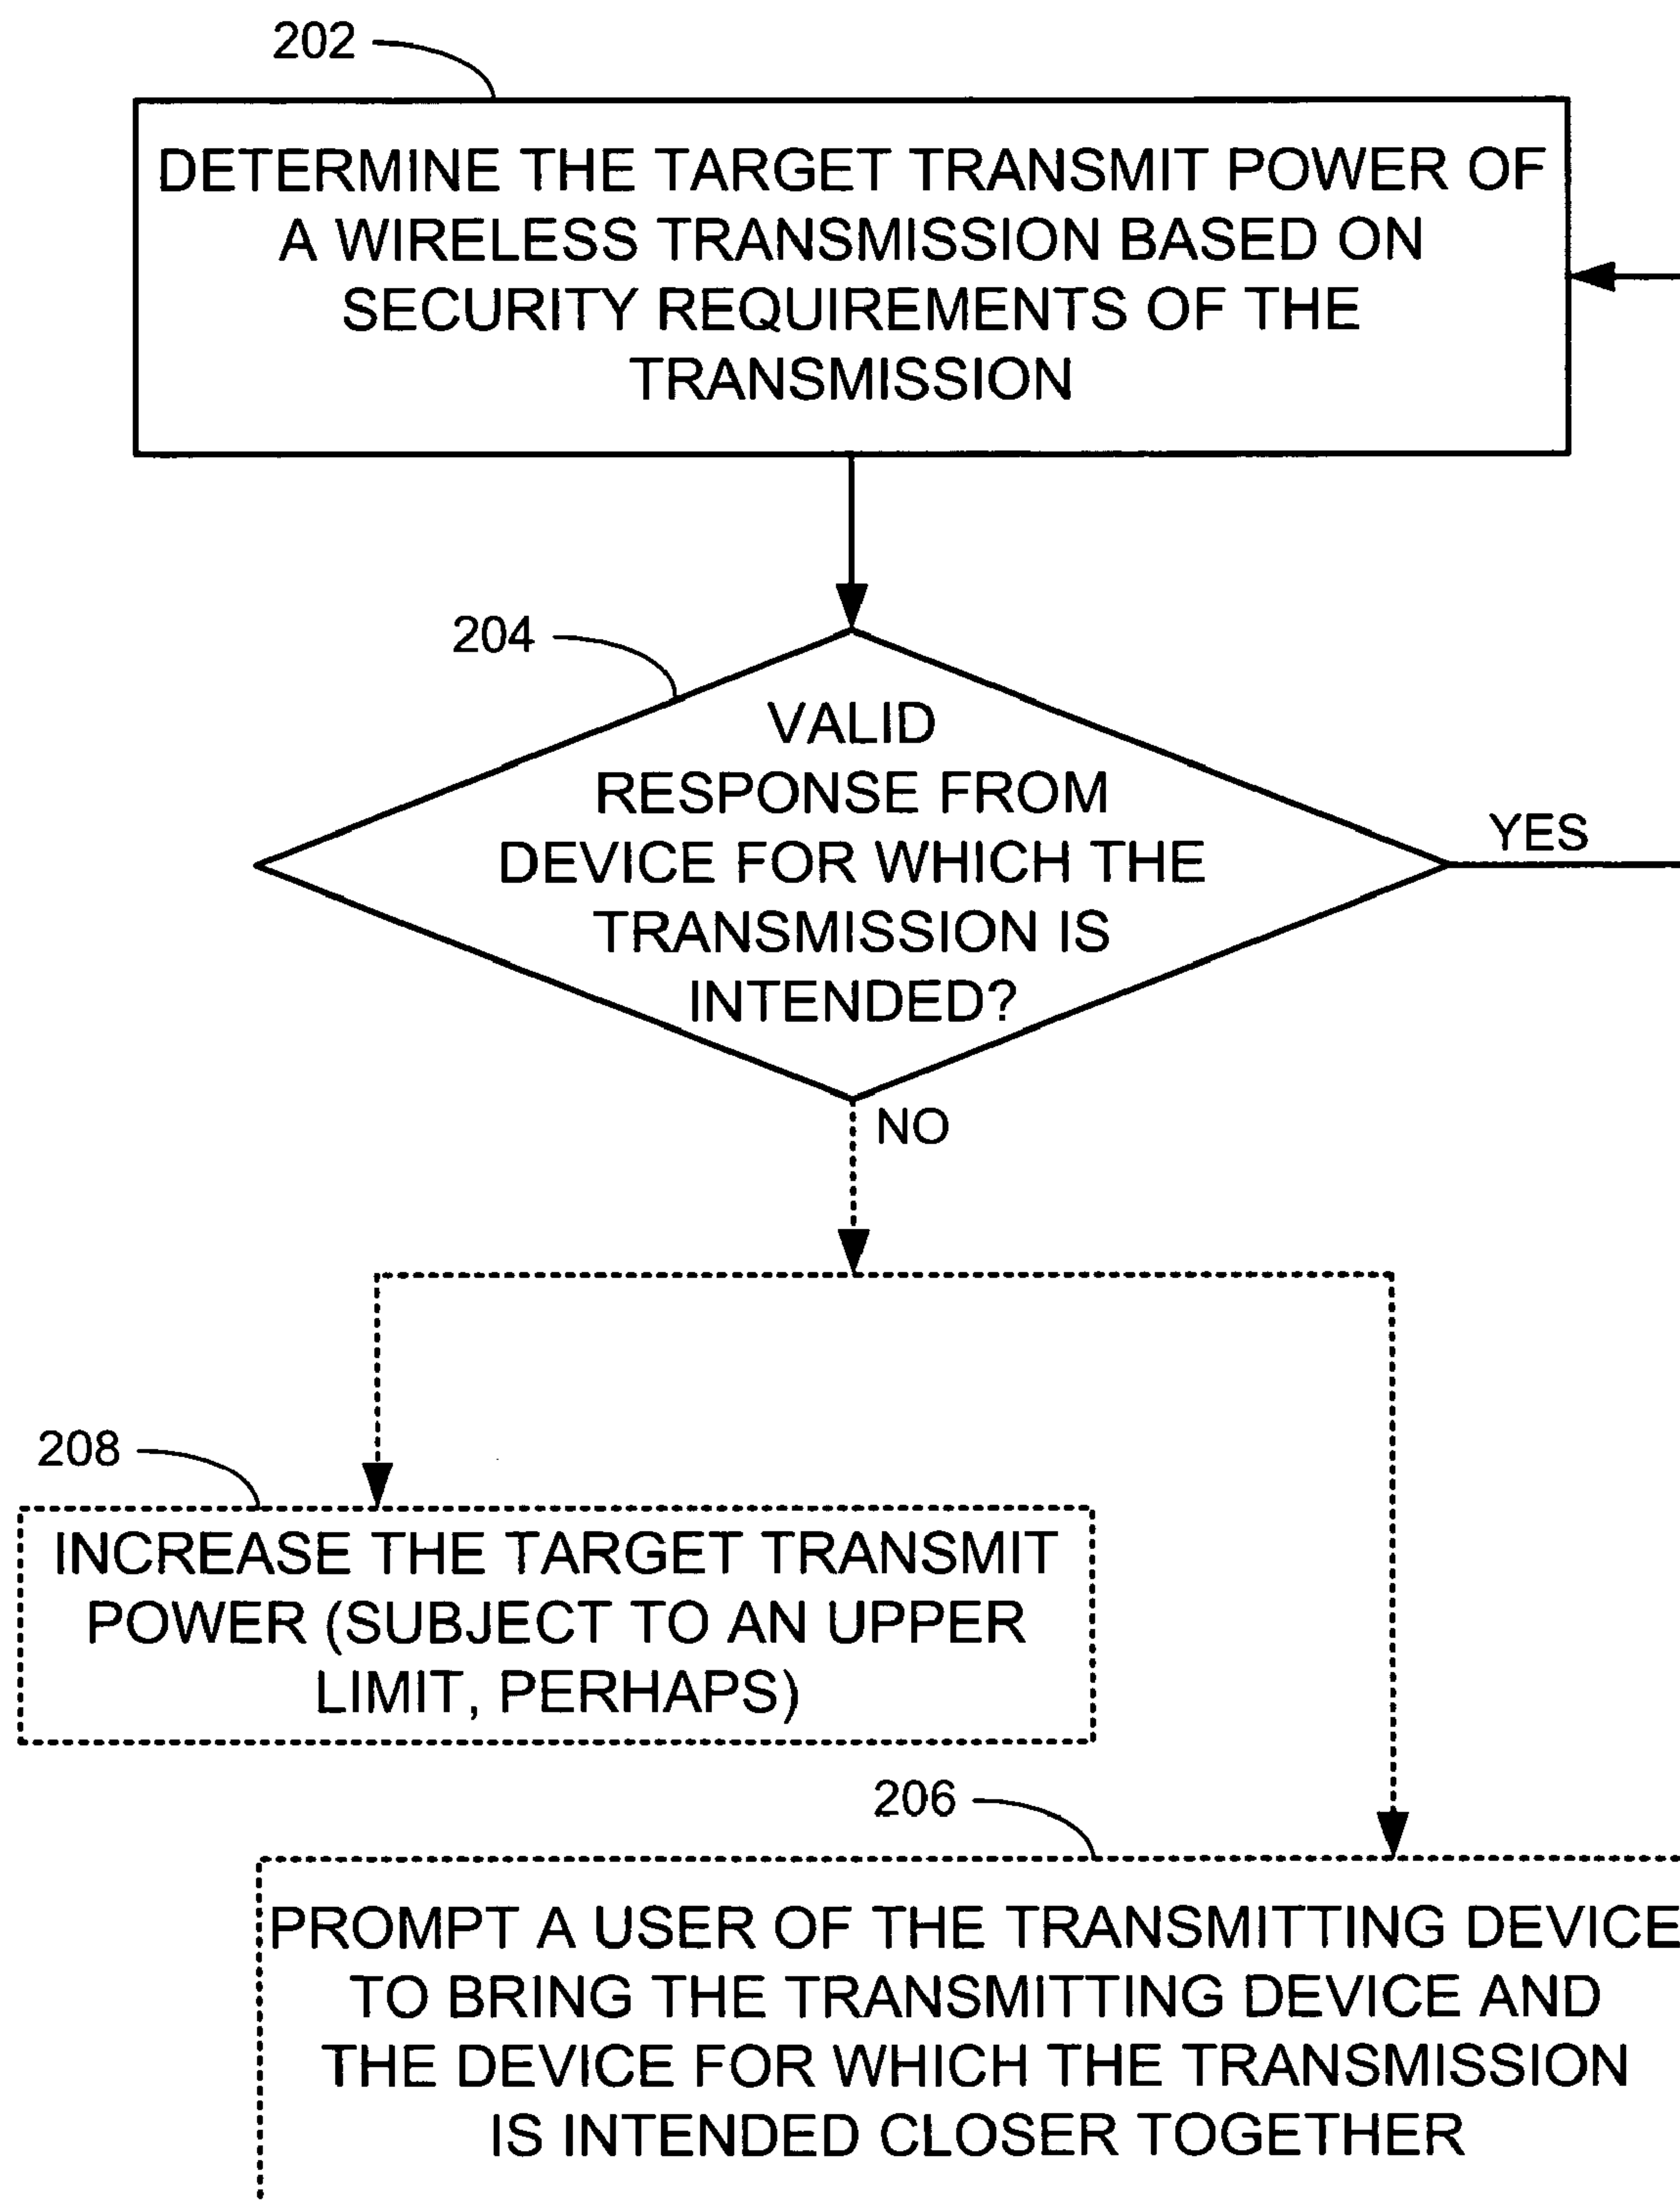 202
DETERMINE THE TARGET TRANSMIT POWER OF
A WIRELESS TRANSMISSION BASED ON
SECURITY REQUIREMENTS OF THE
TRANSMISSION
204
VALID
RESPONSE FROM
DEVICE FOR WHICH THE
TRANSMISSION IS
INTENDED?
YES
NO
208
INCREASE THE TARGET TRANSMIT
POWER (SUBJECT TO AN UPPER
LIMIT, PERHAPS)
206
PROMPT A USER OF THE TRANSMITTING DEVICE
TO BRING THE TRANSMITTING DEVICE AND
THE DEVICE FOR WHICH THE TRANSMISSION
IS INTENDED CLOSER TOGETHER